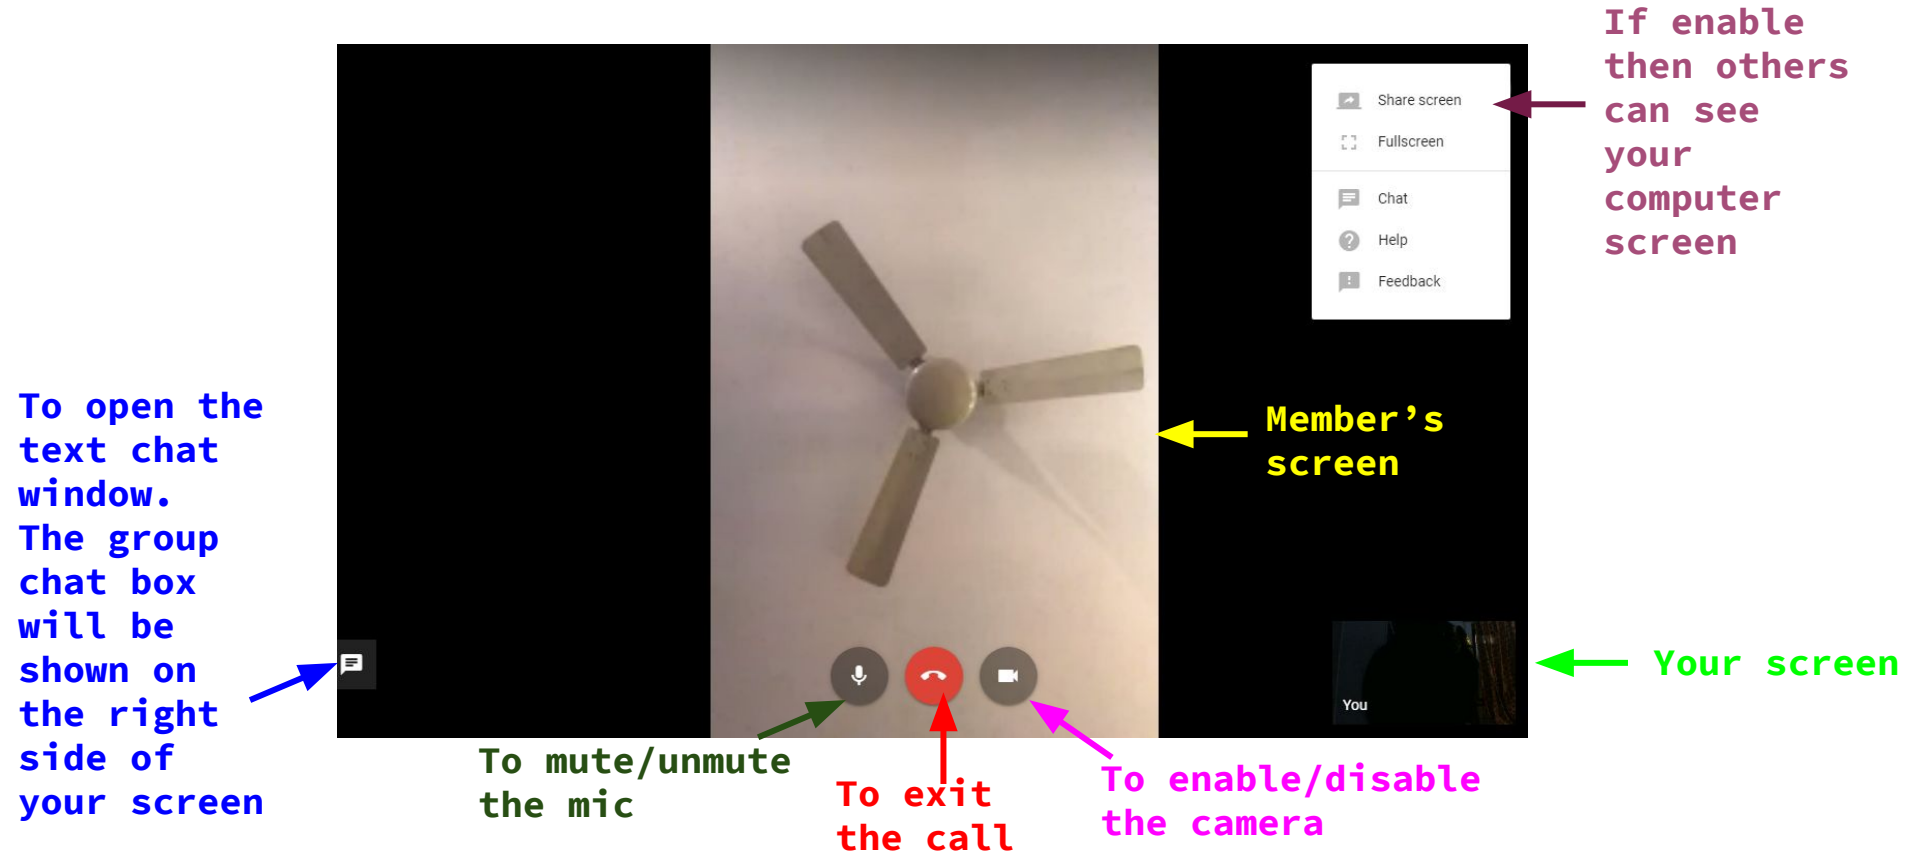 If enable
then others
can see
your
computer
screen
Share screen
Fullscreen
Chat
Help
Feedback
To open the
text chat
window.
The group
chat box
will be
shown on
the right
side of
your screen
Member’s
screen
Your screen
You
To mute/unmute
the mic
To exit
the call
To enable/disable
the camera